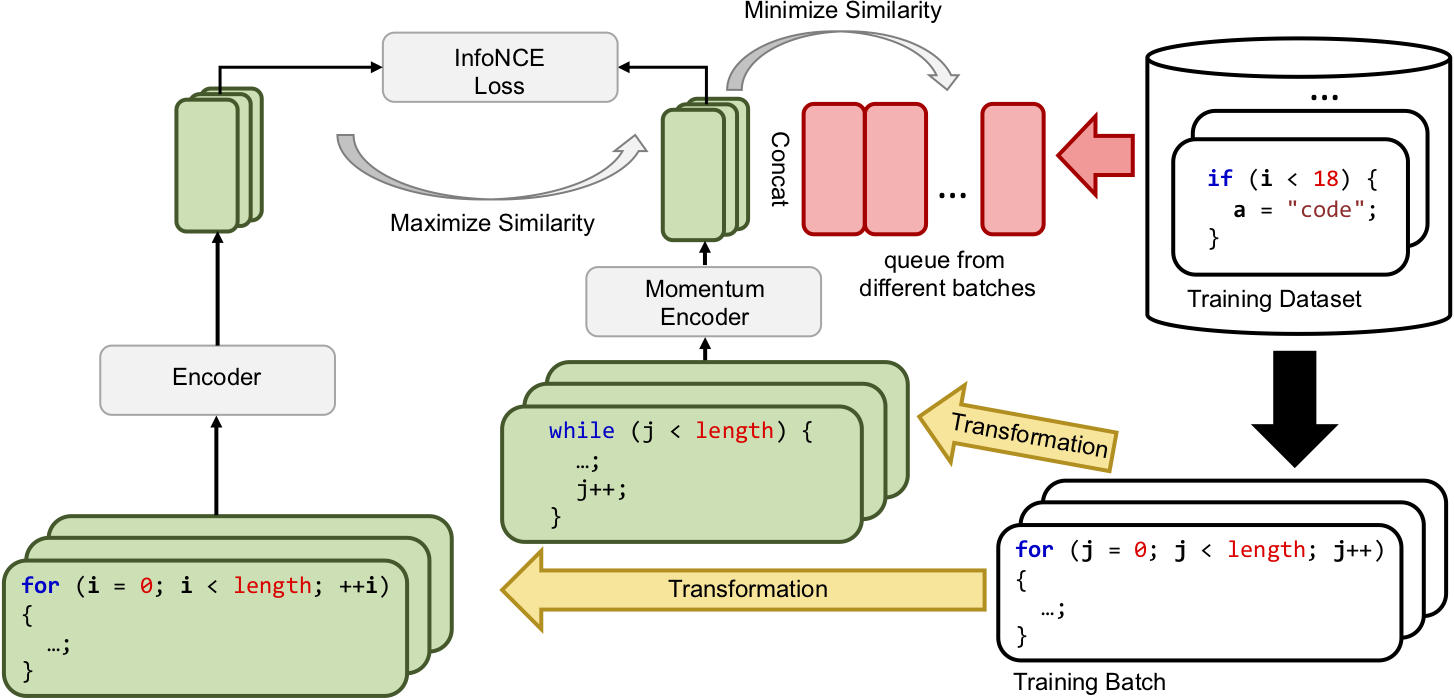 Minimize Similarity
InfoNCE
Loss
Maximize Similarity
Concat
...
queue from
different batches
...
if (i < 18) {
a = "code";
}
Training Dataset
Momentum
Encoder
Encoder
while (j < length) {
…;
j++;
}
Transformation
for (i = 0; i < length; ++i)
{
…;
}
Transformation
for (j = 0; j < length; j++)
{
…;
}
Training Batch